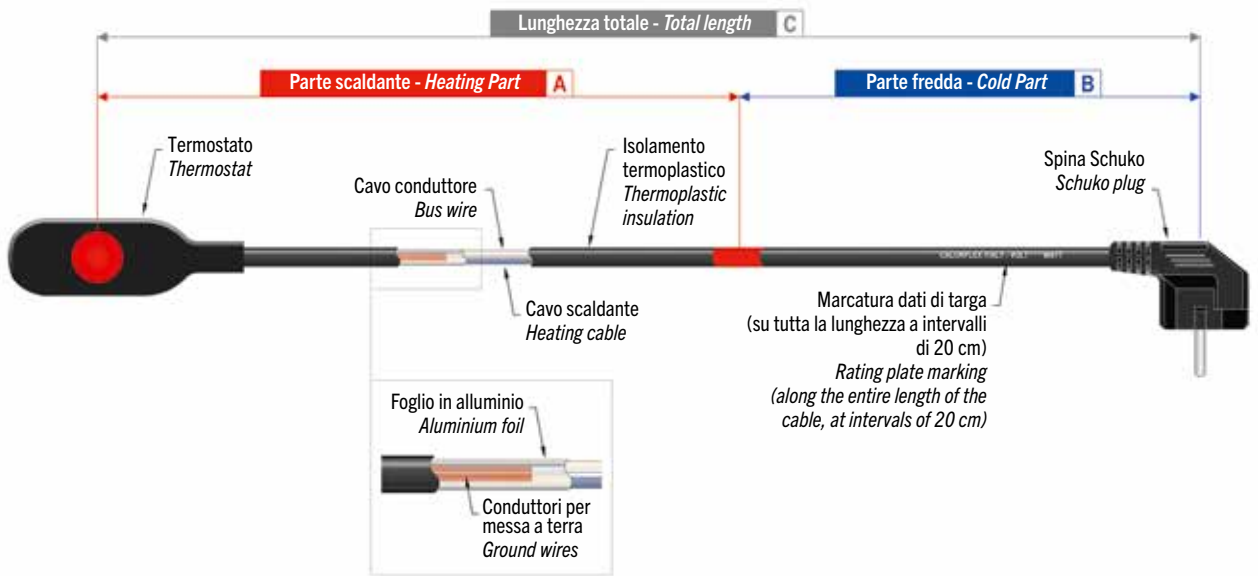 Lunghezza totale - Total length C
Parte scaldante - Heating Part A
Parte fredda - Cold Part B
Termostato
Thermostat
Cavo conduttore
Bus wire
Isolamento
termoplastico
Thermoplastic
insulation
Spina Schuko
Schuko plug
Cavo scaldante
Heating cable
Marcatura dati di targa
(su tutta la lunghezza a intervalli
di 20 cm)
Rating plate marking
(along the entire length of the
cable, at intervals of 20 cm)
Foglio in alluminio
Aluminium foil
Conduttori per
messa a terra
Ground wires